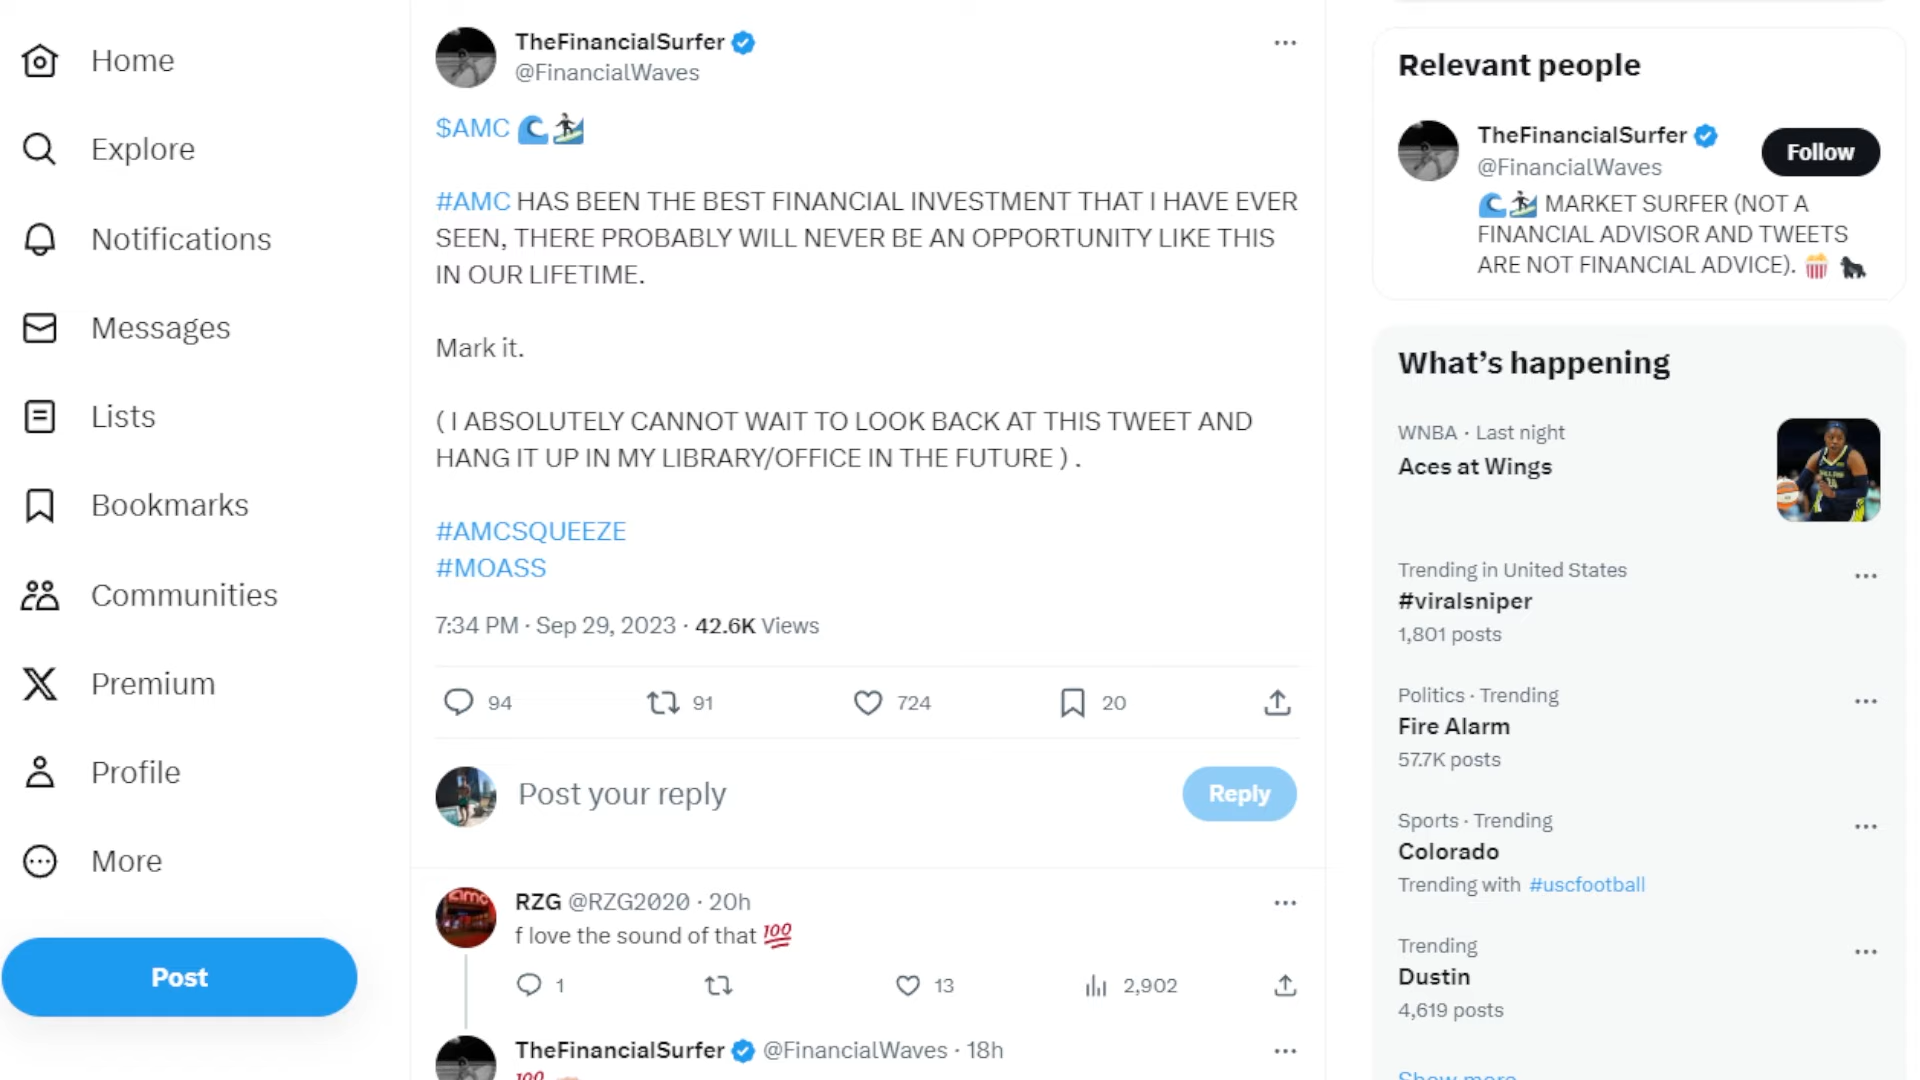 Home
Explore
Notifications
Messages
Lists
Bookmarks
Communities
Premium
Profile
More
Post
TheFinancialSurfer
@FinancialWaves
$AMC
#AMC HAS BEEN THE BEST FINANCIAL INVESTMENT THAT I HAVE EVER
SEEN, THERE PROBABLY WILL NEVER BE AN OPPORTUNITY LIKE THIS
IN OUR LIFETIME.
Mark it.
( I ABSOLUTELY CANNOT WAIT TO LOOK BACK AT THIS TWEET AND
HANG IT UP IN MY LIBRARY/OFFICE IN THE FUTURE ) .
#AMCSQUEEZE
#MOASS
7:34 PM · Sep 29, 2023 · 42.6K Views
94 91 724 20
Post your reply
Reply
RZG @RZG2020 · 20h
f love the sound of that 💯
1 13 2,902
TheFinancialSurfer @FinancialWaves · 18h
💯
Relevant people
TheFinancialSurfer
@FinancialWaves
Follow
MARKET SURFER (NOT A
FINANCIAL ADVISOR AND TWEETS
ARE NOT FINANCIAL ADVICE).
What's happening
WNBA · Last night
Aces at Wings
Trending in United States
#viralsniper
1,801 posts
Politics · Trending
Fire Alarm
57.7K posts
Sports · Trending
Colorado
Trending with #uscfootball
Trending
Dustin
4,619 posts
Show more